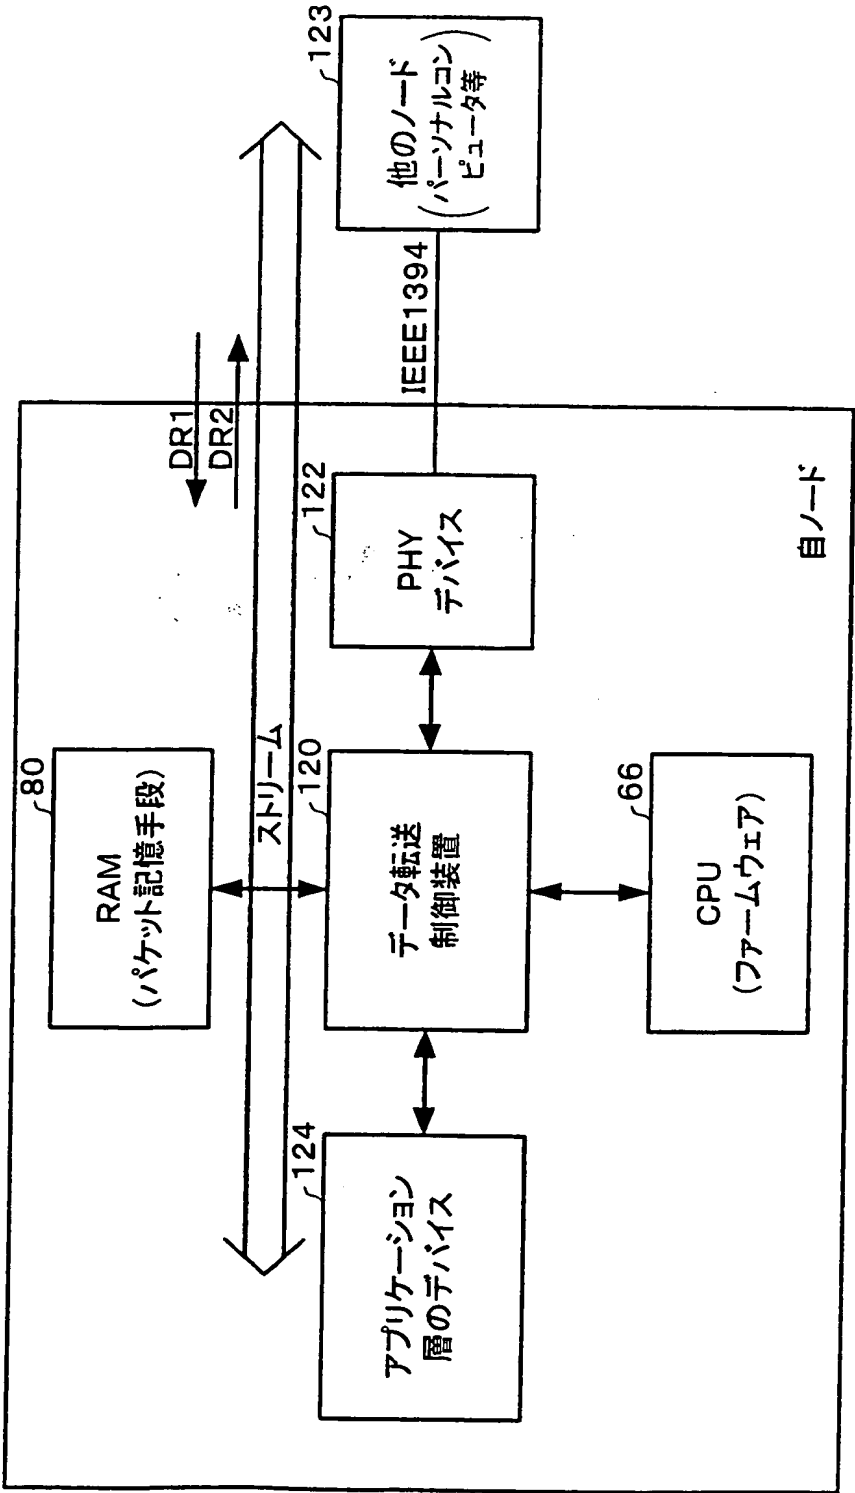 80
RAM
(パケット記憶手段)
DR1
DR2
ストリーム
124
アプリケーション
層のデバイス
120
データ転送
制御装置
122
PHY
デバイス
IEEE1394
123
他のノード
(パーソナルコン
ピュータ等)
66
CPU
(ファームウェア)
自ノード